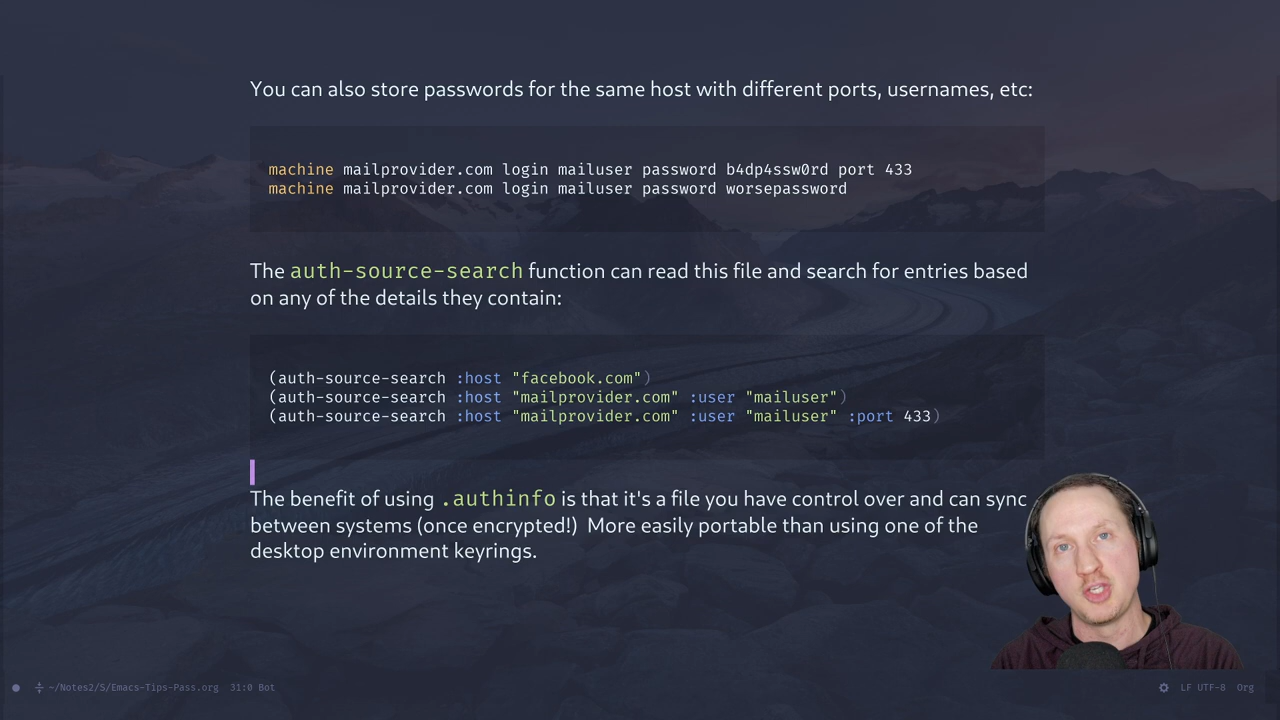 You can also store passwords for the same host with different ports, usernames, etc:
machine mailprovider.com login mailuser password b4dp4ssw0rd port 433
machine mailprovider.com login mailuser password worsepassword
The auth-source-search function can read this file and search for entries based
on any of the details they contain:
(auth-source-search :host "facebook.com")
(auth-source-search :host "mailprovider.com" :user "mailuser")
(auth-source-search :host "mailprovider.com" :user "mailuser" :port 433)
The benefit of using .authinfo is that it's a file you have control over and can sync
between systems (once encrypted!)  More easily portable than using one of the
desktop environment keyrings.
~/Notes2/S/Emacs-Tips-Pass.org  31:0 Bot
LF UTF-8  Org